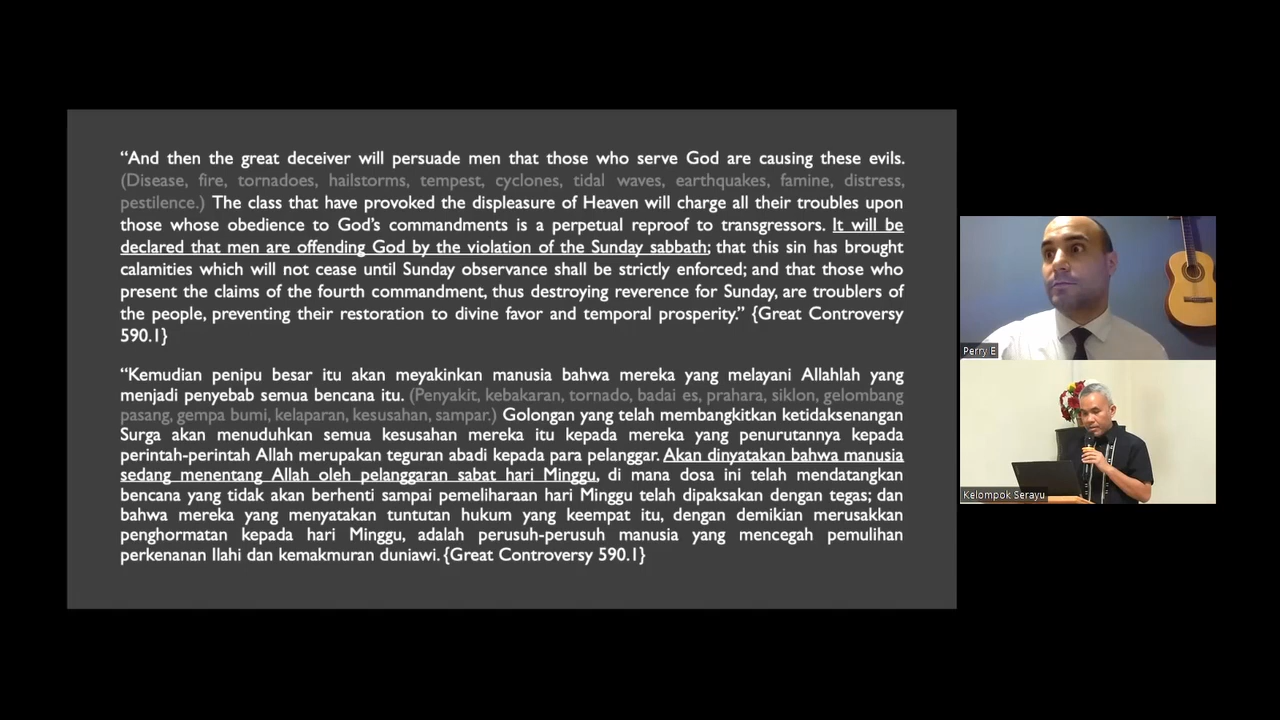 “And then the great deceiver will persuade men that those who serve God are causing these evils.
(Disease, fire, tornadoes, hailstorms, tempest, cyclones, tidal waves, earthquakes, famine, distress,
pestilence.) The class that have provoked the displeasure of Heaven will charge all their troubles upon
those whose obedience to God’s commandments is a perpetual reproof to transgressors. It will be
declared that men are offending God by the violation of the Sunday sabbath; that this sin has brought
calamities which will not cease until Sunday observance shall be strictly enforced; and that those who
present the claims of the fourth commandment, thus destroying reverence for Sunday, are troublers of
the people, preventing their restoration to divine favor and temporal prosperity.” {Great Controversy
590.1}
“Kemudian penipu besar itu akan meyakinkan manusia bahwa mereka yang melayani Allahlah yang
menjadi penyebab semua bencana itu. (Penyakit, kebakaran, tornado, badai es, prahara, siklon, gelombang
pasang, gempa bumi, kelaparan, kesusahan, sampar.) Golongan yang telah membangkitkan ketidaksenangan
Surga akan menuduhkan semua kesusahan mereka itu kepada mereka yang penurutannya kepada
perintah-perintah Allah merupakan teguran abadi kepada para pelanggar. Akan dinyatakan bahwa manusia
sedang menentang Allah oleh pelanggaran sabat hari Minggu, di mana dosa ini telah mendatangkan
bencana yang tidak akan berhenti sampai pemeliharaan hari Minggu telah dipaksakan dengan tegas; dan
bahwa mereka yang menyatakan tuntutan hukum yang keempat itu, dengan demikian merusakkan
penghormatan kepada hari Minggu, adalah perusuh-perusuh manusia yang mencegah pemulihan
perkenanan Ilahi dan kemakmuran duniawi. {Great Controversy 590.1}
Perry E
Kelompok Serayu